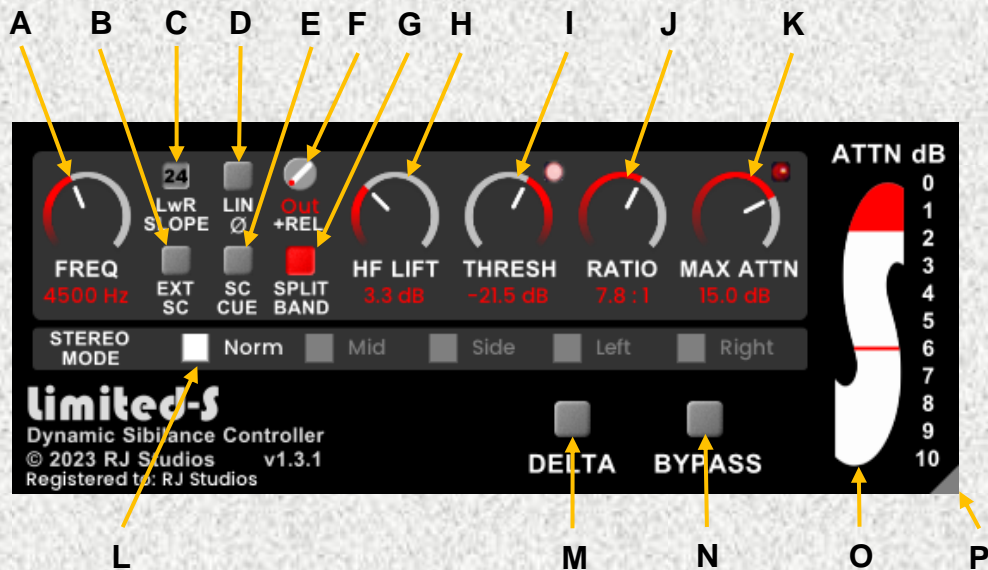 A B C D E F G H I J K
ATTN dB
24
LwR SLOPE
LIN Ø
Out
+REL
FREQ
4500 Hz
EXT SC
SC CUE
SPLIT BAND
HF LIFT
3.3 dB
THRESH
-21.5 dB
RATIO
7.8 : 1
MAX ATTN
15.0 dB
0
1
2
3
4
5
6
7
8
9
10
STEREO MODE
Norm Mid Side Left Right
Limited-S
Dynamic Sibilance Controller
© 2023 RJ Studios v1.3.1
Registered to: RJ Studios
DELTA BYPASS
L M N O P